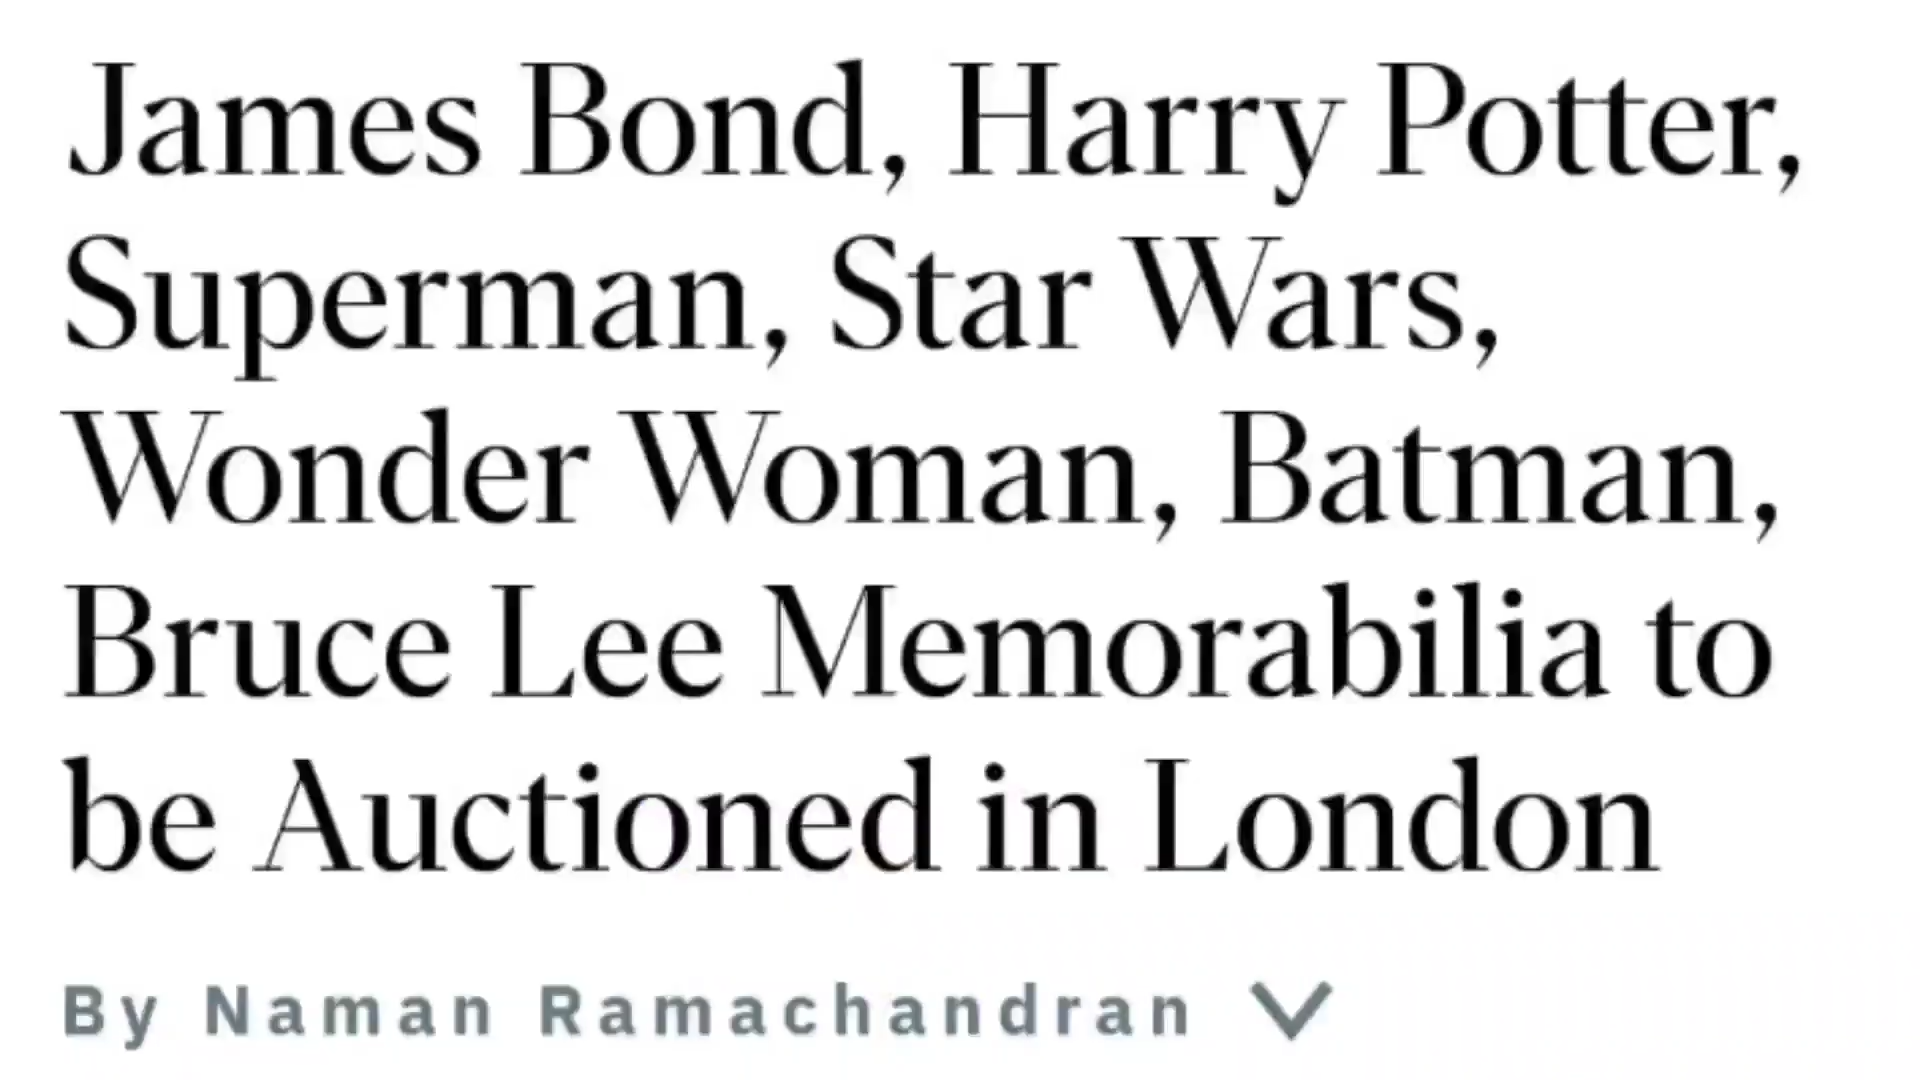 James Bond, Harry Potter,
Superman, Star Wars,
Wonder Woman, Batman,
Bruce Lee Memorabilia to
be Auctioned in London
By Naman Ramachandran